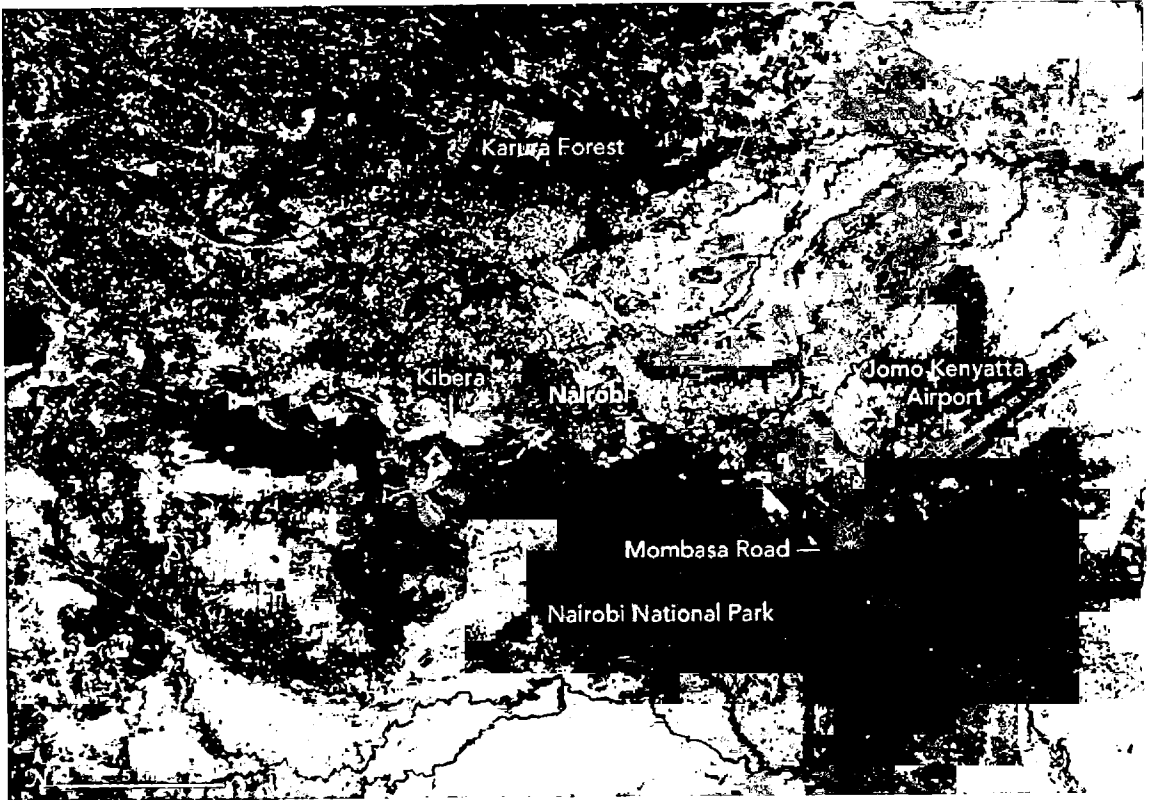 Karura Forest
Kibera
Nairobi
Jomo Kenyatta
Airport
Mombasa Road
Nairobi National Park
N